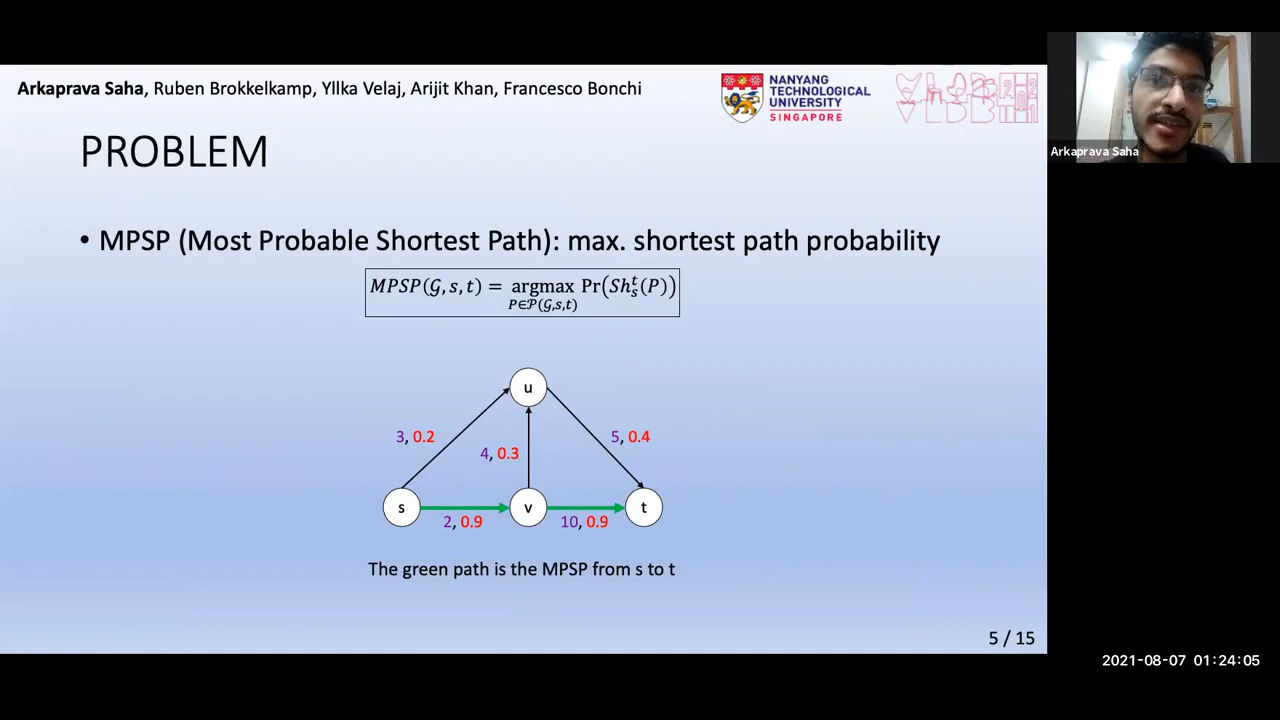 Arkaprava Saha, Ruben Brokkelkamp, Yllka Velaj, Arijit Khan, Francesco Bonchi
NANYANG
TECHNOLOGICAL
UNIVERSITY
SINGAPORE
VLDB
Arkaprava Saha
PROBLEM
• MPSP (Most Probable Shortest Path): max. shortest path probability
𝑀𝑃𝑆𝑃(𝒢, 𝑠, 𝑡) = argmax Pr(𝑆ℎₛᵗ(𝑃))
𝑃∈𝒫(𝒢,𝑠,𝑡)
u
3, 0.2
5, 0.4
4, 0.3
s
v
t
2, 0.9
10, 0.9
The green path is the MPSP from s to t
5 / 15
2021-08-07 01:24:05